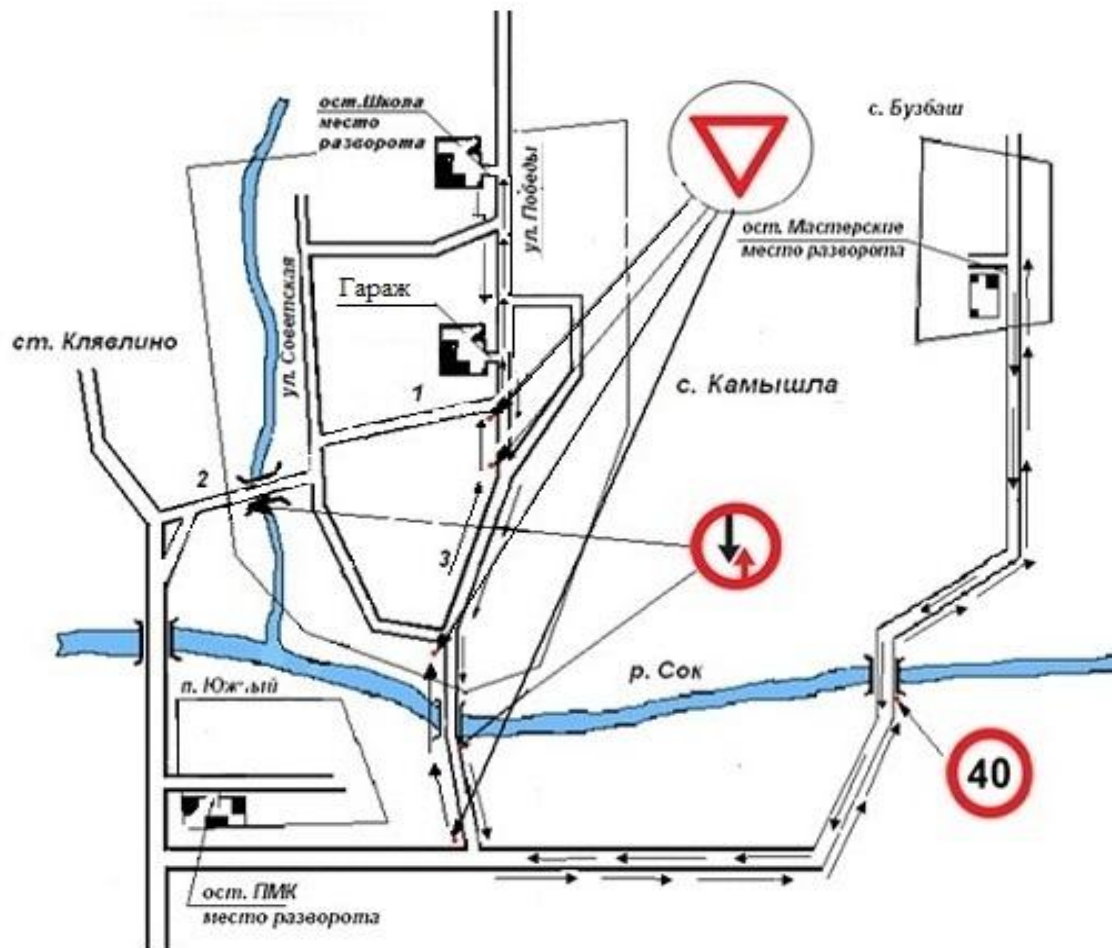 ост.Школа
место
разворота
ул. Победы
с. Бузбаш
ост. Мастерские
место разворота
Гараж
ул. Советская
ст. Клявлино
с. Камышла
1
2
3
р. Сок
п. Южный
40
ост. ПМК
место разворота